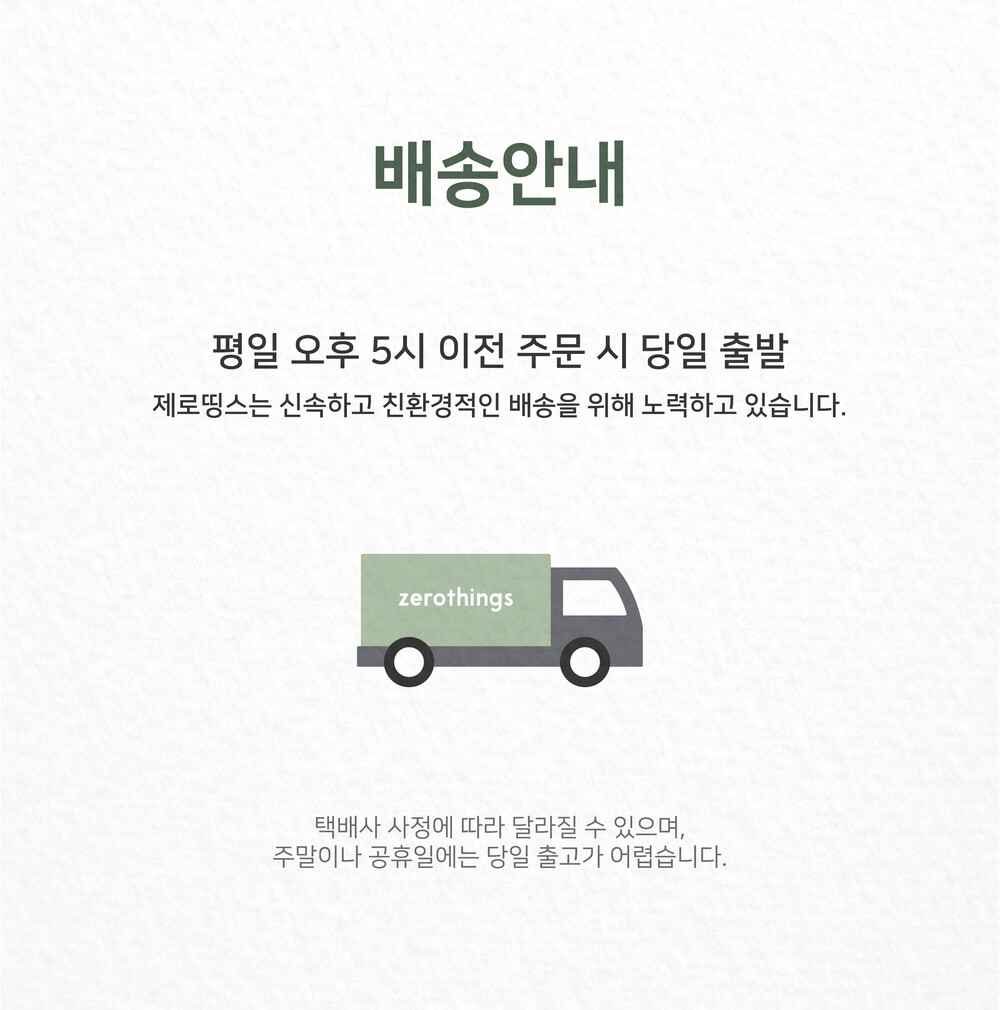 배송안내
평일 오후 5시 이전 주문 시 당일 출발
제로띵스는 신속하고 친환경적인 배송을 위해 노력하고 있습니다.
zerothings
택배사 사정에 따라 달라질 수 있으며,
주말이나 공휴일에는 당일 출고가 어렵습니다.